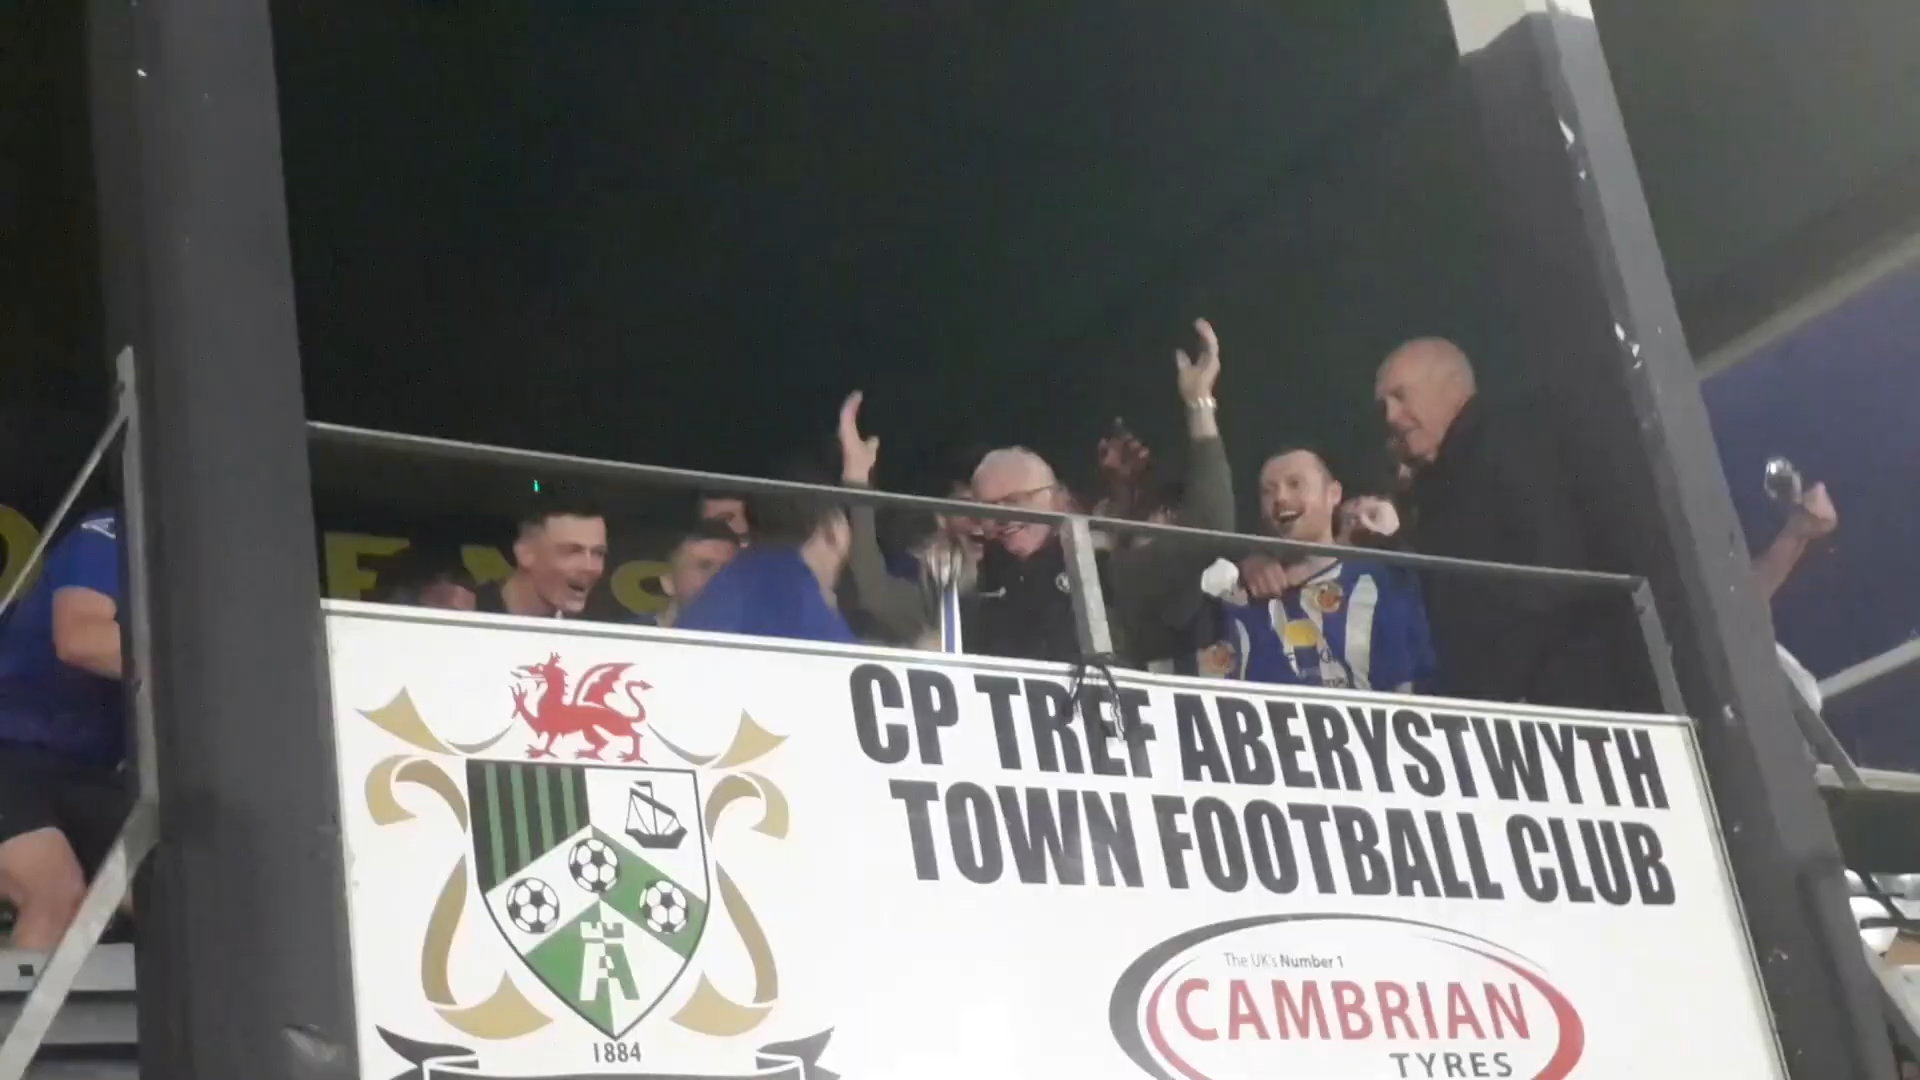 CP TREF ABERYSTWYTH
TOWN FOOTBALL CLUB
The UK's Number 1
CAMBRIAN
TYRES
1884